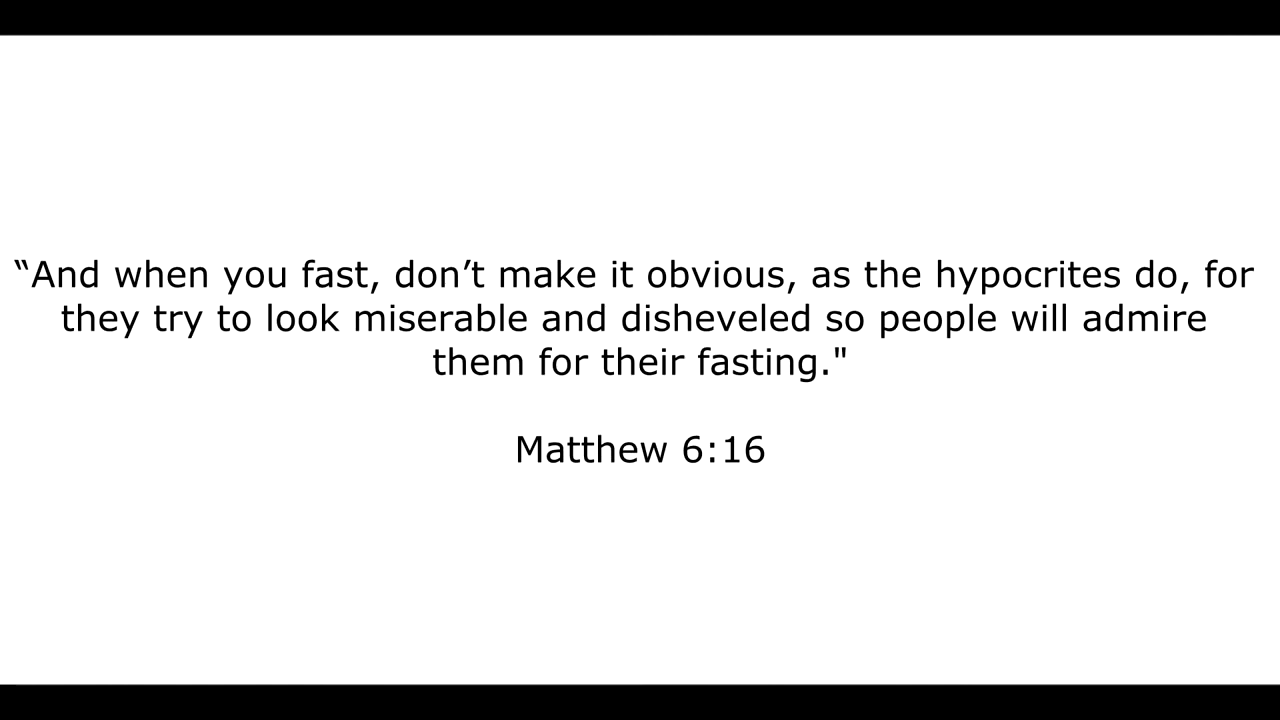 “And when you fast, don’t make it obvious, as the hypocrites do, for
they try to look miserable and disheveled so people will admire
them for their fasting."
Matthew 6:16